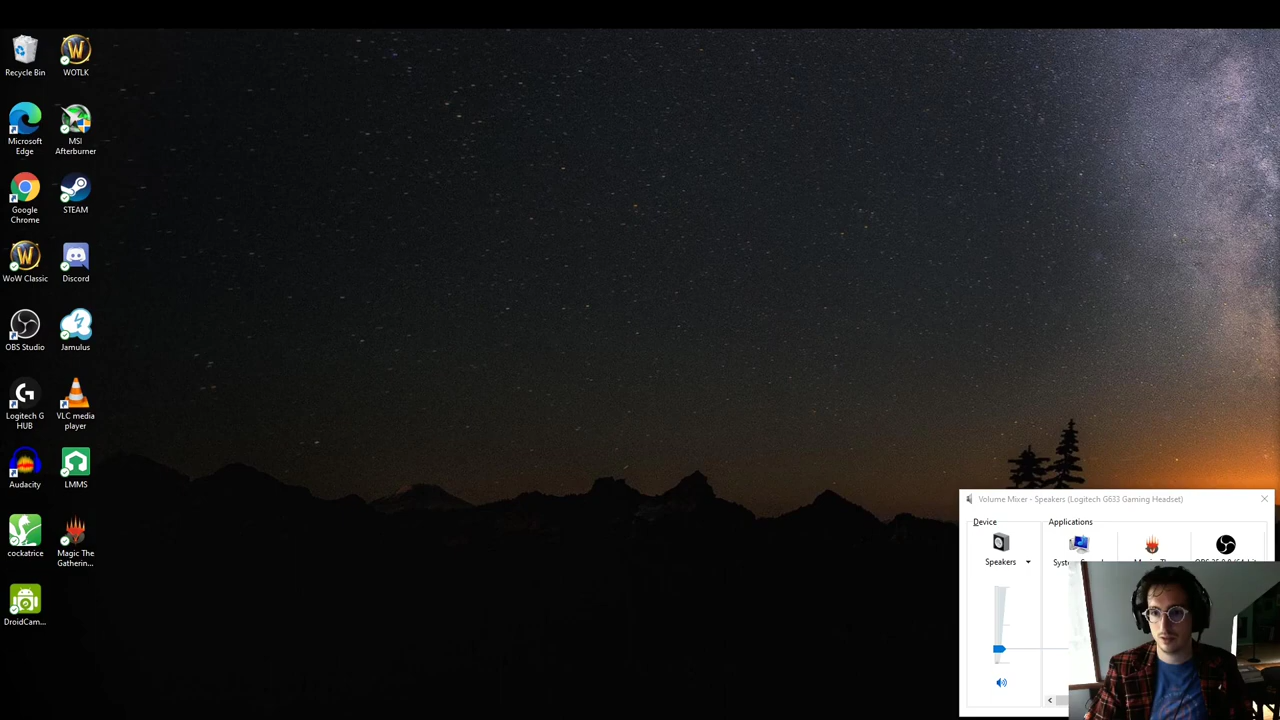 Recycle Bin
WOTLK
Microsoft
Edge
MSI
Afterburner
Google
Chrome
STEAM
WoW Classic
Discord
OBS Studio
Jamulus
Logitech G
HUB
VLC media
player
Audacity
LMMS
cockatrice
Magic The
Gatherin...
DroidCam...
Volume Mixer - Speakers (Logitech G633 Gaming Headset)
Device
Applications
Speakers